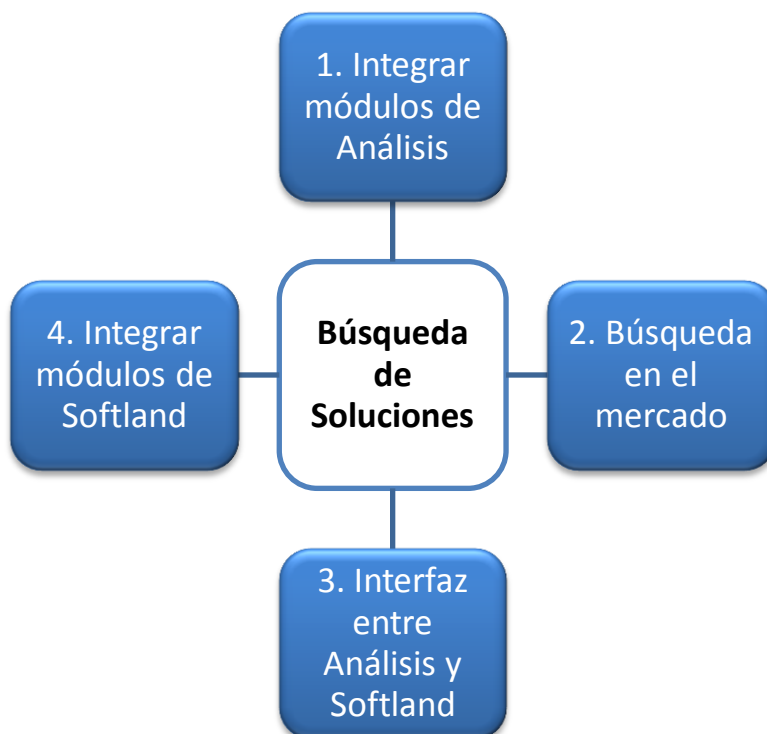 1. Integrar
módulos de
Análisis
Búsqueda
de
Soluciones
2. Búsqueda
en el
mercado
3. Interfaz
entre
Análisis y
Softland
4. Integrar
módulos de
Softland